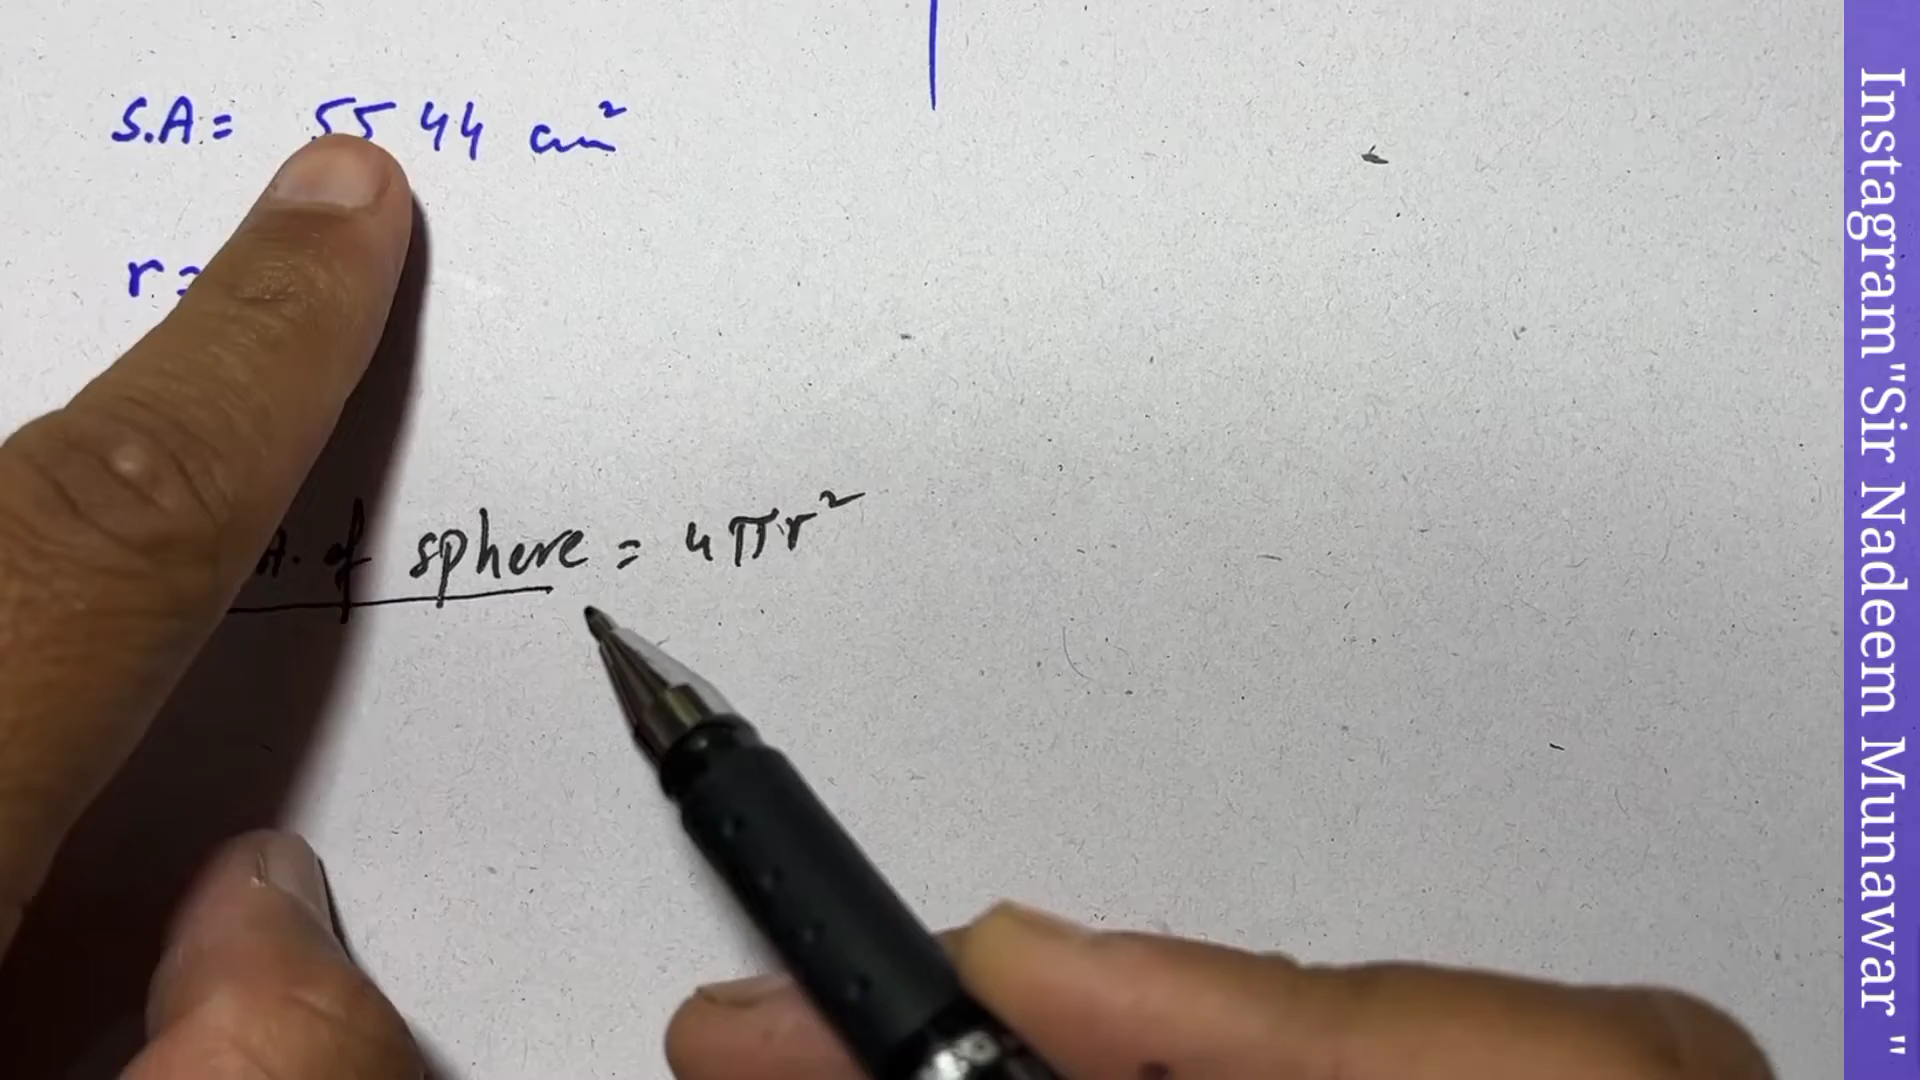 S.A = 5544 cm²
r =
A. of sphere = 4πr²
Instagram"Sir Nadeem Munawar "